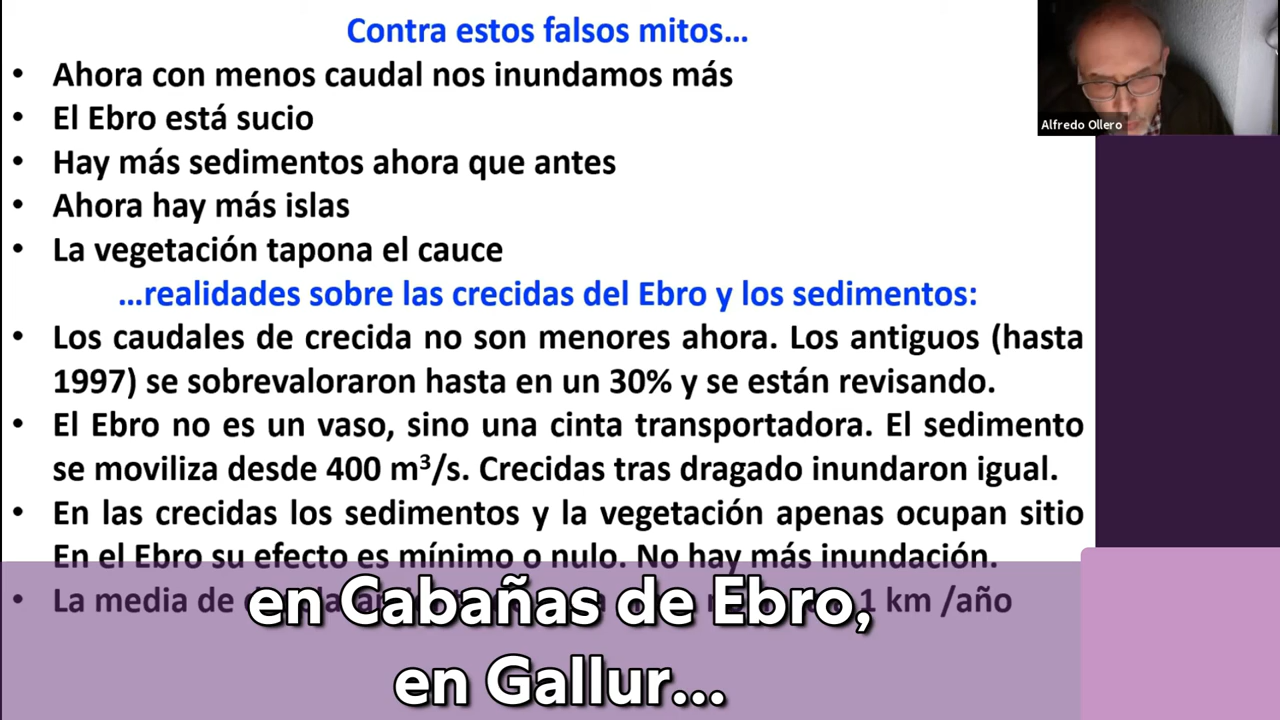 Contra estos falsos mitos…
• Ahora con menos caudal nos inundamos más
• El Ebro está sucio
• Hay más sedimentos ahora que antes
• Ahora hay más islas
• La vegetación tapona el cauce
…realidades sobre las crecidas del Ebro y los sedimentos:
• Los caudales de crecida no son menores ahora. Los antiguos (hasta
1997) se sobrevaloraron hasta en un 30% y se están revisando.
• El Ebro no es un vaso, sino una cinta transportadora. El sedimento
se moviliza desde 400 m³/s. Crecidas tras dragado inundaron igual.
• En las crecidas los sedimentos y la vegetación apenas ocupan sitio
En el Ebro su efecto es mínimo o nulo. No hay más inundación.
• La media de 1 km /año
en Cabañas de Ebro,
en Gallur...
Alfredo Ollero